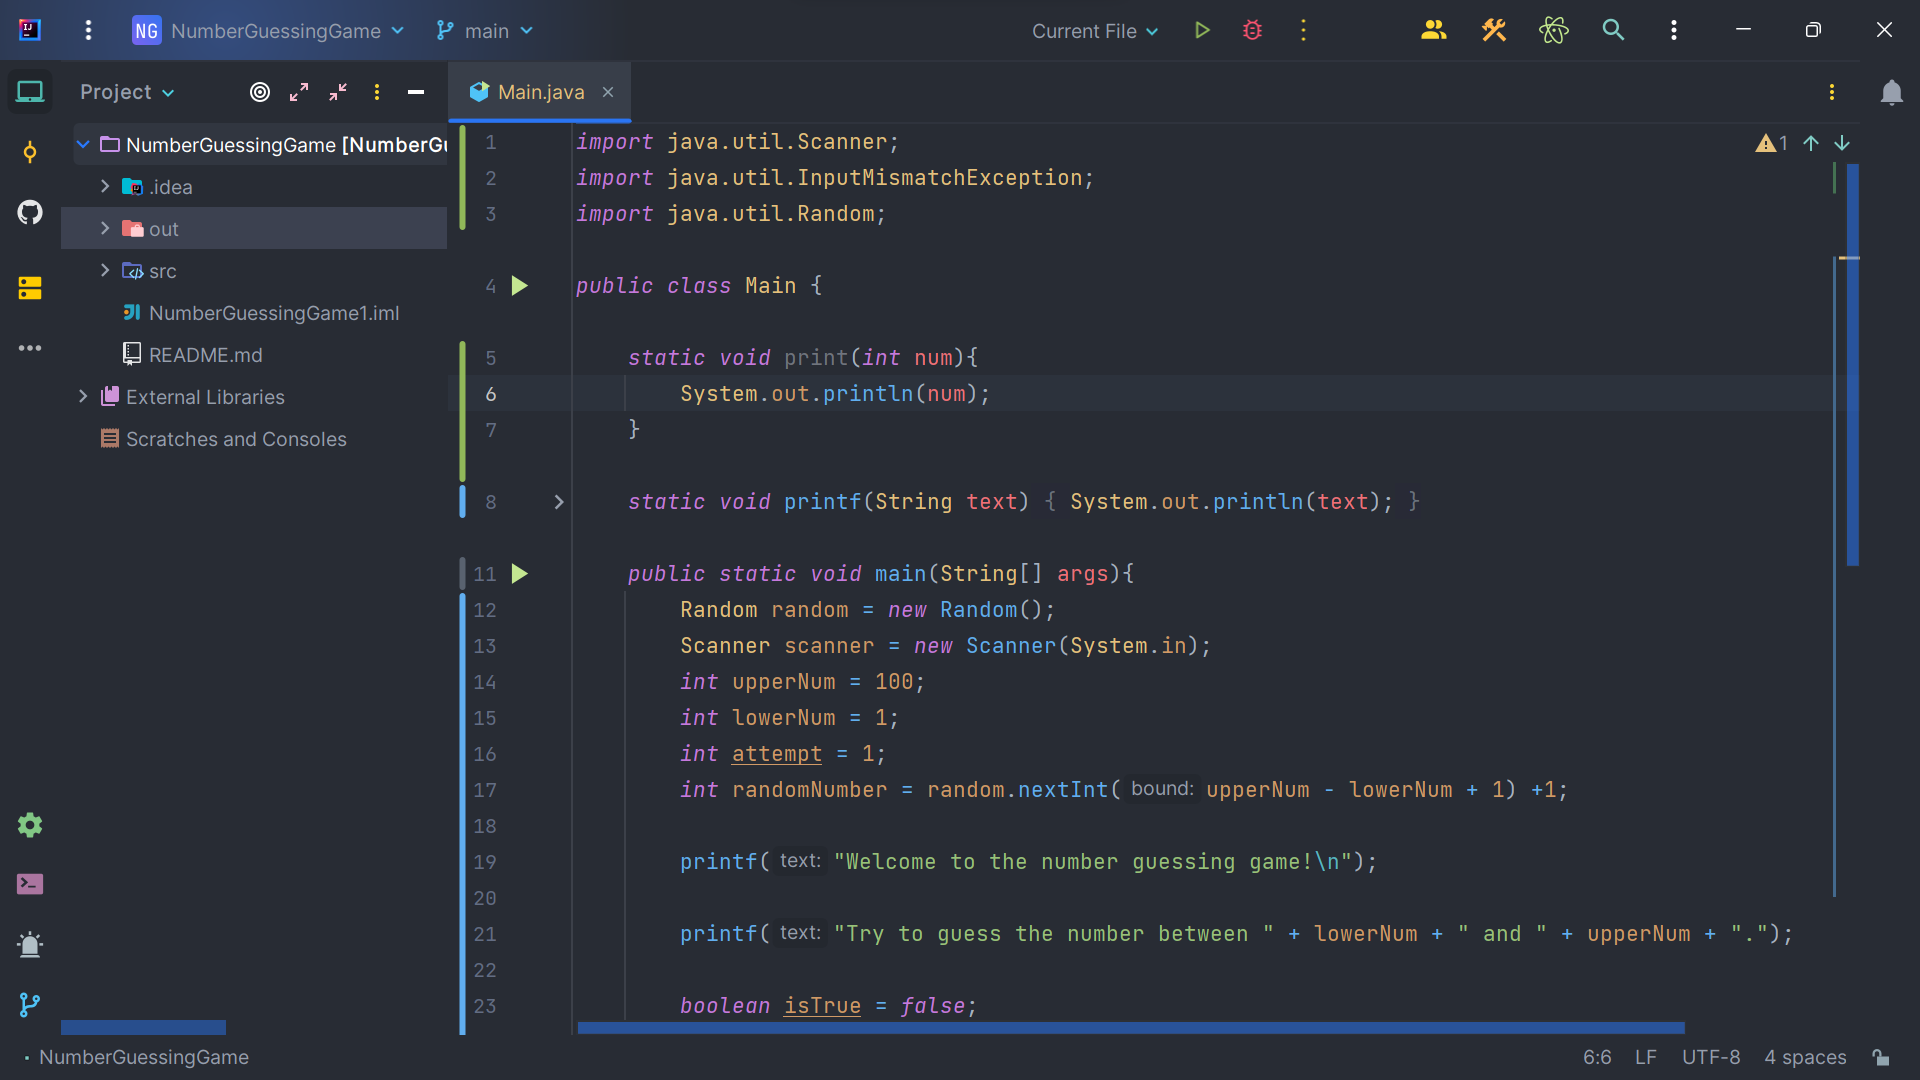 NG NumberGuessingGame main Current File
Project
Main.java
NumberGuessingGame [NumberGu
.idea
out
src
NumberGuessingGame1.iml
README.md
External Libraries
Scratches and Consoles
1 import java.util.Scanner;
2 import java.util.InputMismatchException;
3 import java.util.Random;
4 public class Main {
5 static void print(int num){
6 System.out.println(num);
7 }
8 static void printf(String text) { System.out.println(text); }
11 public static void main(String[] args){
12 Random random = new Random();
13 Scanner scanner = new Scanner(System.in);
14 int upperNum = 100;
15 int lowerNum = 1;
16 int attempt = 1;
17 int randomNumber = random.nextInt( bound: upperNum - lowerNum + 1) +1;
18
19 printf( text: "Welcome to the number guessing game!\n");
20
21 printf( text: "Try to guess the number between " + lowerNum + " and " + upperNum + ".");
22
23 boolean isTrue = false;
1
NumberGuessingGame
6:6 LF UTF-8 4 spaces